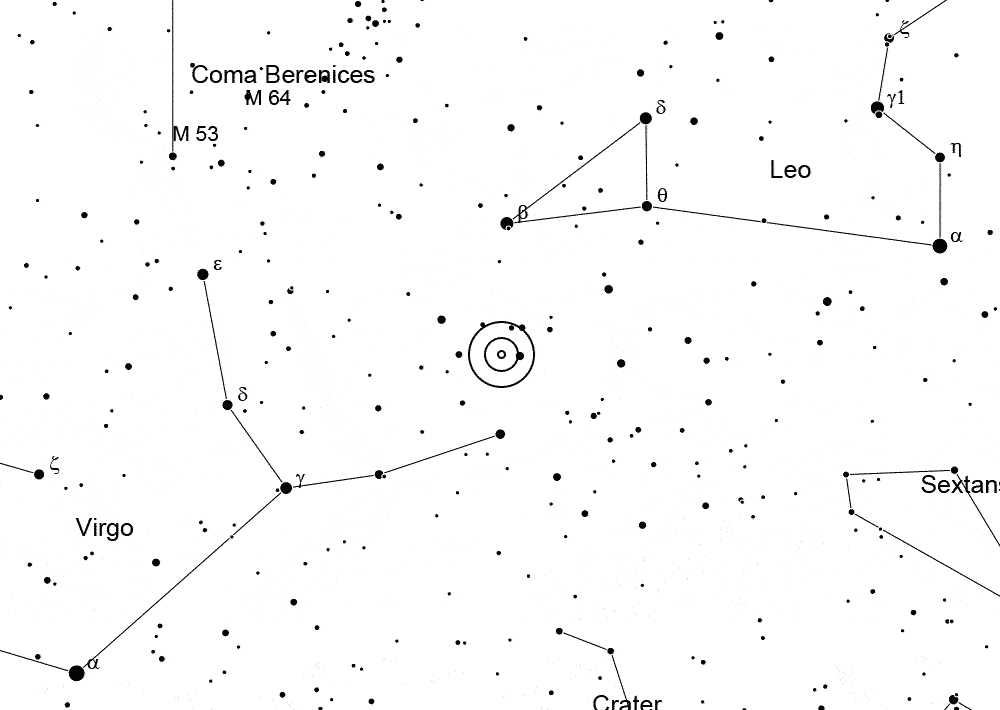 ζ
Coma Berenices
M 64
γ1
δ
M 53
η
Leo
θ
β
α
ε
δ
ζ
γ
Sextans
Virgo
α
Crater